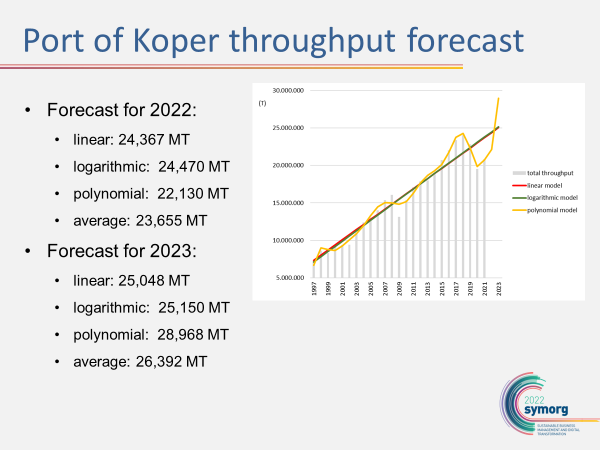 Port of Koper throughput forecast
• Forecast for 2022:
• linear: 24,367 MT
• logarithmic: 24,470 MT
• polynomial: 22,130 MT
• average: 23,655 MT
• Forecast for 2023:
• linear: 25,048 MT
• logarithmic: 25,150 MT
• polynomial: 28,968 MT
• average: 26,392 MT
(T)
30.000.000
25.000.000
20.000.000
15.000.000
10.000.000
5.000.000
1997
1999
2001
2003
2005
2007
2009
2011
2013
2015
2017
2019
2021
2023
total throughput
linear model
logarithmic model
polynomial model
2022
symorg
SUSTAINABLE BUSINESS
MANAGEMENT AND DIGITAL
TRANSFORMATION